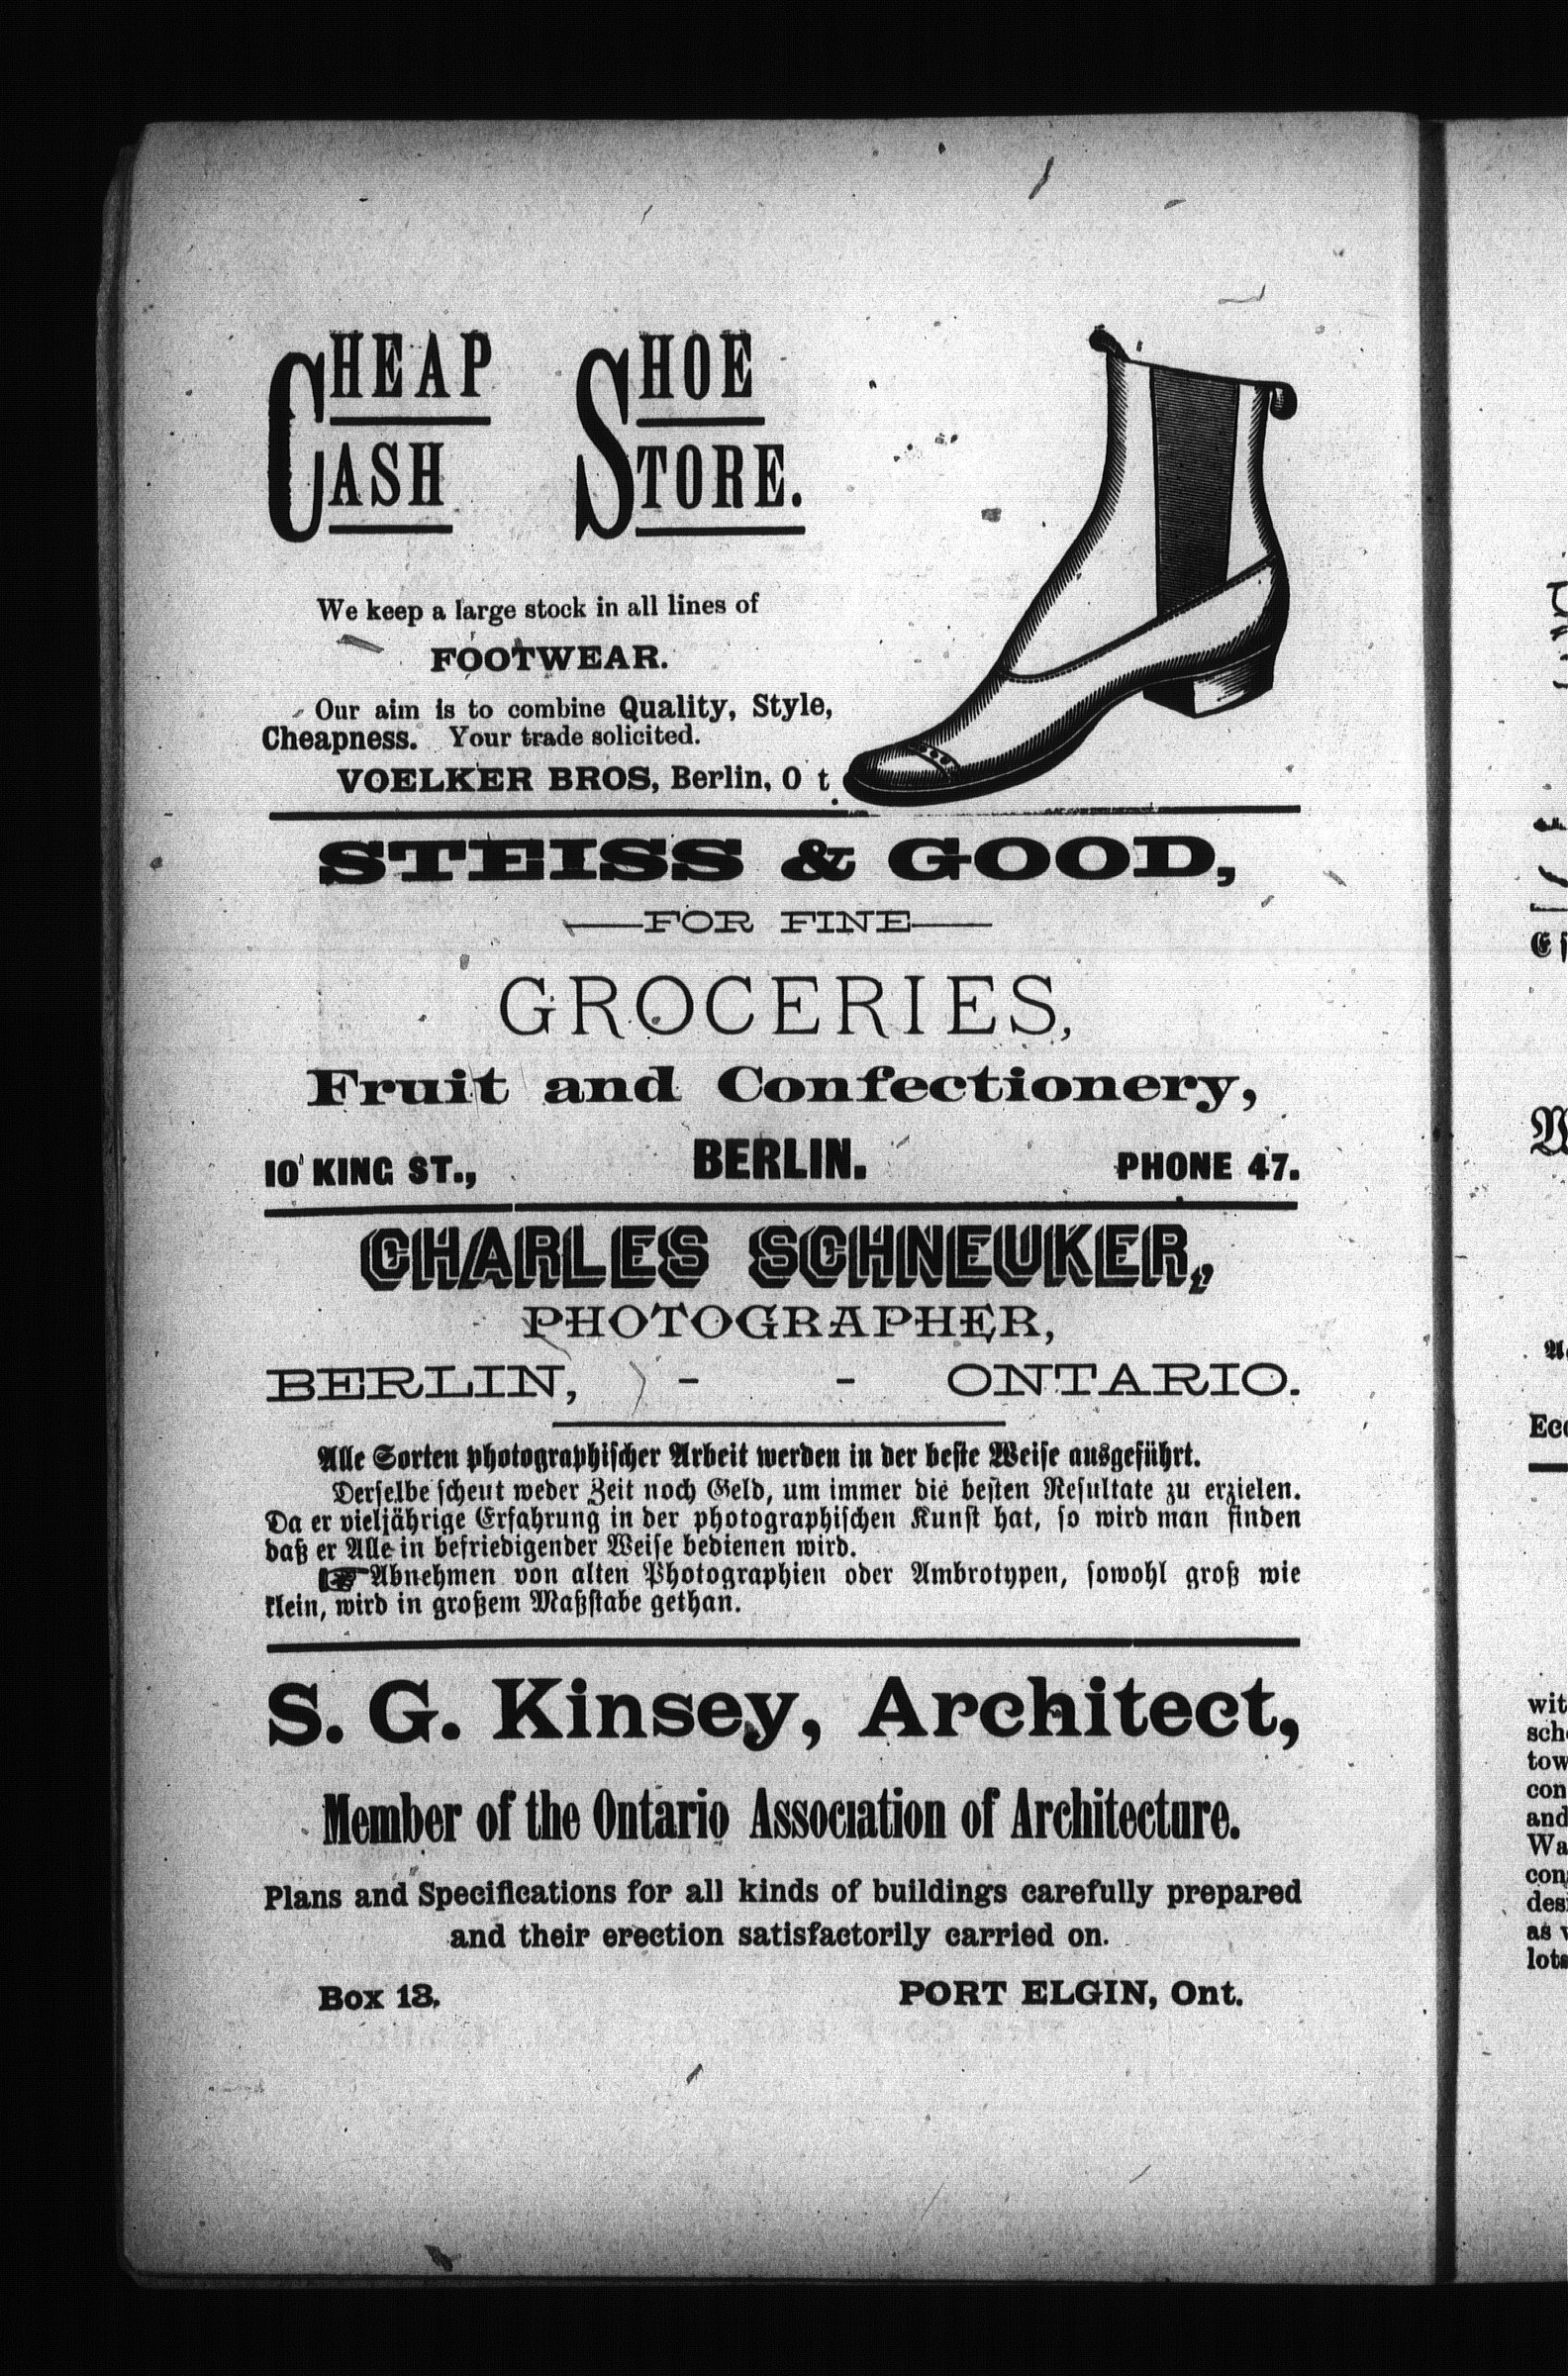 CHEAP SHOE
CASH STORE.
We keep a large stock in all lines of
FOOTWEAR.
Our aim is to combine Quality, Style,
Cheapness. Your trade solicited.
VOELKER BROS, Berlin, O t
STEISS & GOOD,
—FOR FINE—
GROCERIES,
Fruit and Confectionery,
10 KING ST., BERLIN. PHONE 47.
CHARLES SCHNEUKER,
PHOTOGRAPHER,
BERLIN, - - ONTARIO.
Alle Sorten photographischer Arbeit werden in der beste Weise ausgeführt.
Derselbe scheut weder Zeit noch Geld, um immer die besten Resultate zu erzielen.
Da er vieljährige Erfahrung in der photographischen Kunst hat, so wird man finden
daß er Alle in befriedigender Weise bedienen wird.
☞ Abnehmen von alten Photographien oder Ambrotypen, sowohl groß wie
klein, wird in großem Maßstabe gethan.
S. G. Kinsey, Architect,
Member of the Ontario Association of Architecture.
Plans and Specifications for all kinds of buildings carefully prepared
and their erection satisfactorily carried on.
Box 13. PORT ELGIN, Ont.